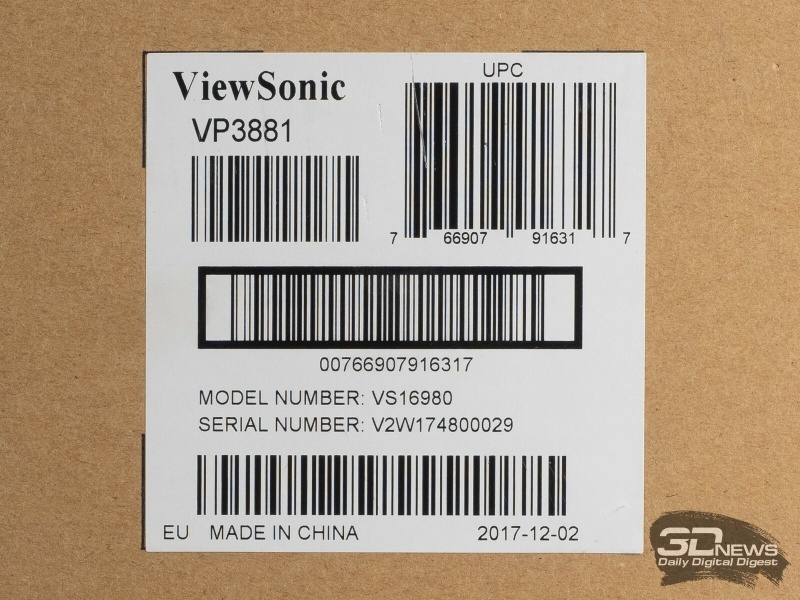 ViewSonic
VP3881
UPC
7 66907 91631 7
00766907916317
MODEL NUMBER: VS16980
SERIAL NUMBER: V2W174800029
EU MADE IN CHINA 2017-12-02
3DNEWS
Daily Digital Digest